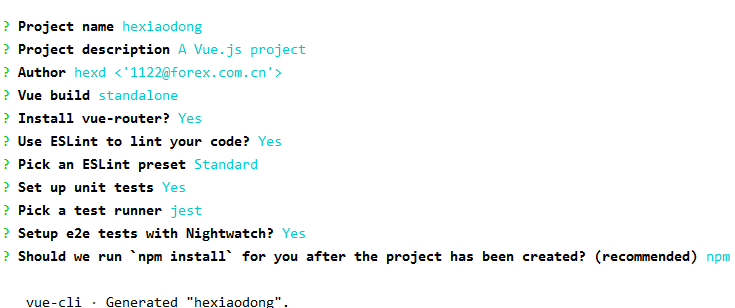 ? Project name hexiaodong
? Project description A Vue.js project
? Author hexd <'1122@forex.com.cn'>
? Vue build standalone
? Install vue-router? Yes
? Use ESLint to lint your code? Yes
? Pick an ESLint preset Standard
? Set up unit tests Yes
? Pick a test runner jest
? Setup e2e tests with Nightwatch? Yes
? Should we run `npm install` for you after the project has been created? (recommended) npm
vue-cli · Generated "hexiaodong".